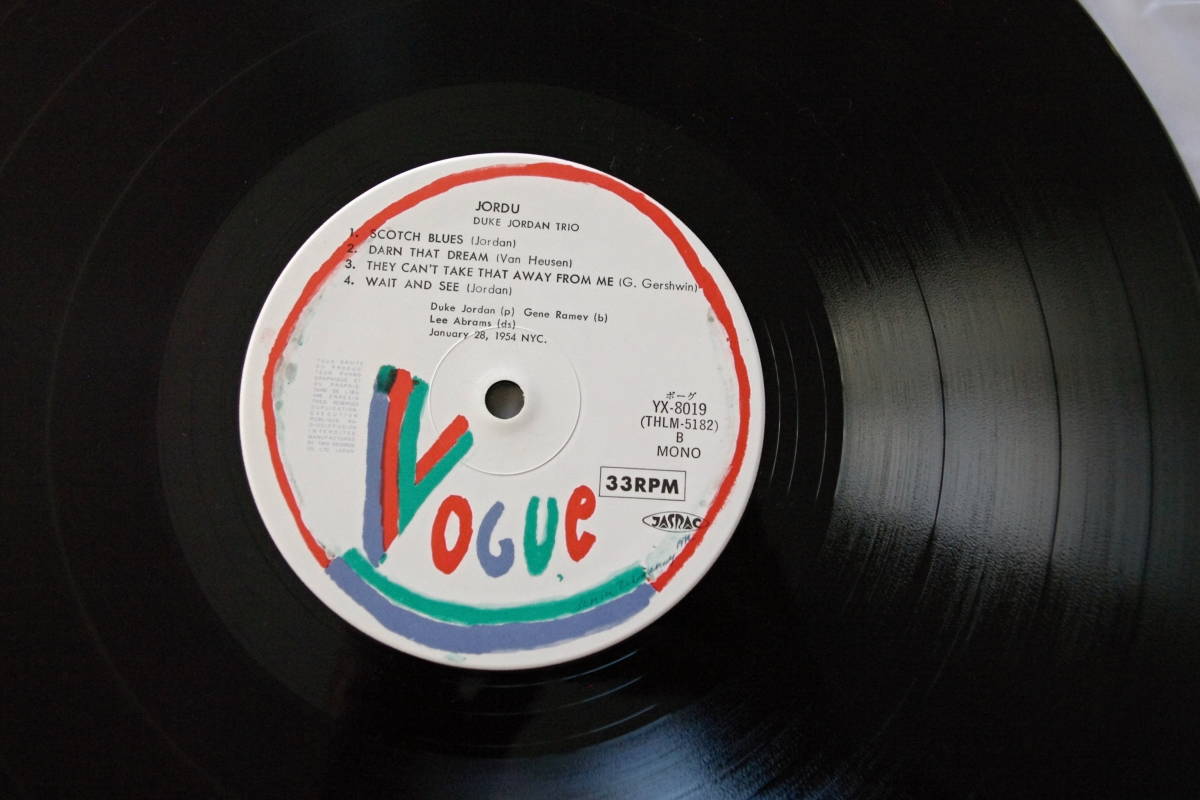 JORDU
DUKE JORDAN TRIO
1. SCOTCH BLUES (Jordan)
2. DARN THAT DREAM (Van Heusen)
3. THEY CAN'T TAKE THAT AWAY FROM ME (G. Gershwin)
4. WAIT AND SEE (Jordan)
Duke Jordan (p) Gene Ramey (b)
Lee Abrams (ds)
January 28, 1954 NYC.
ボーグ
YX-8019
(THLM-5182)
B
MONO
33RPM
JASRAC
VOGUe